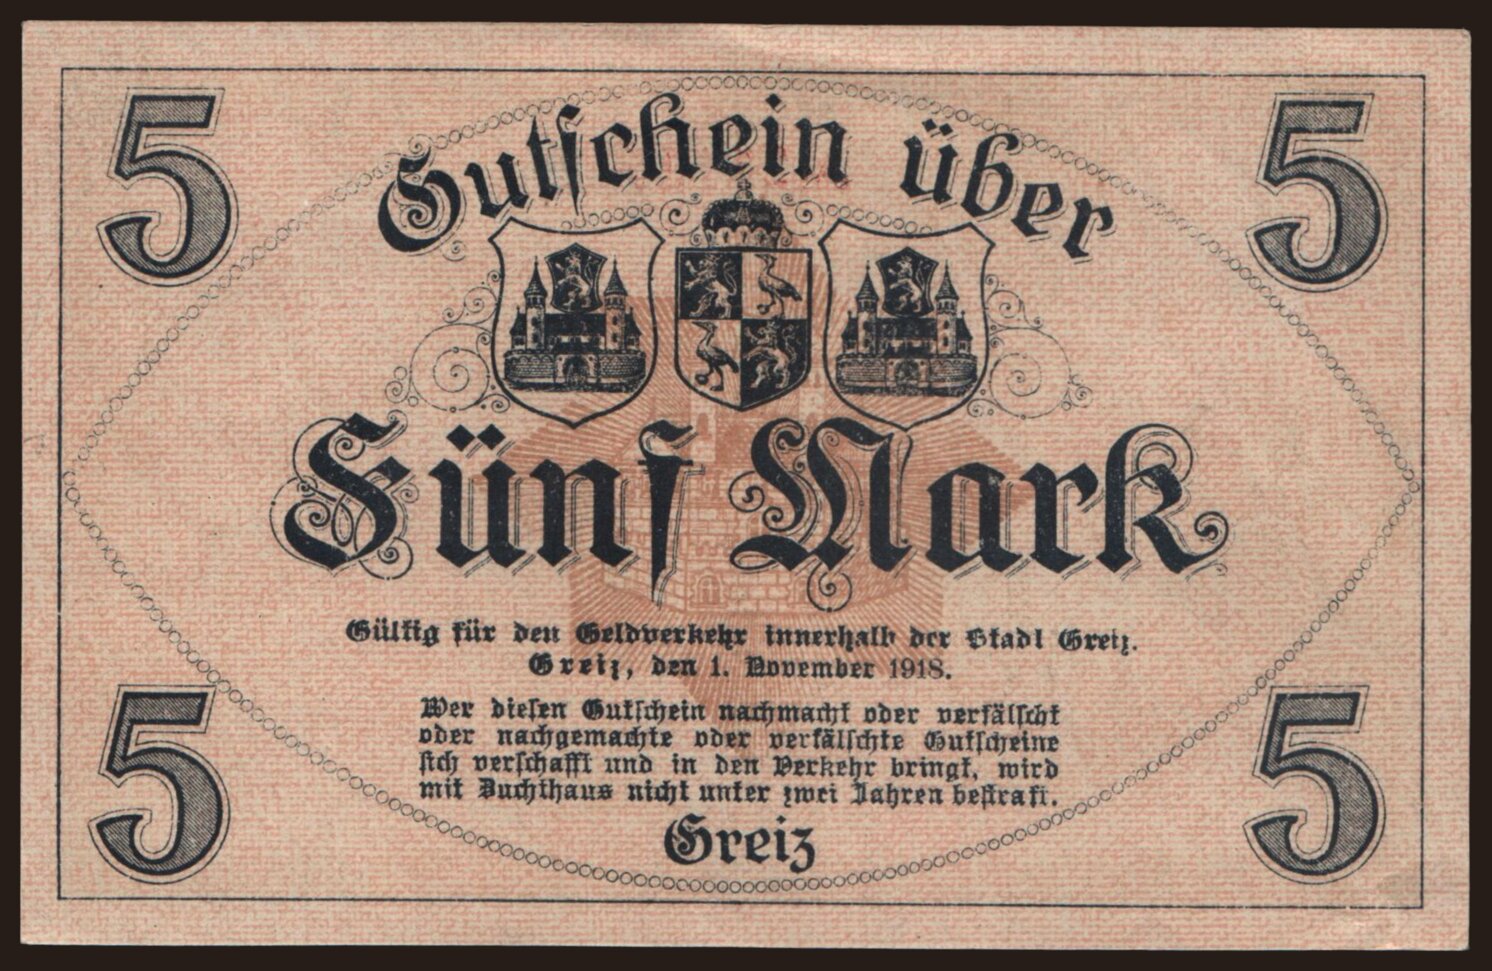 5 Gutschein über 5
Fünf Mark
Gültig für den Geldverkehr innerhalb der Stadt Greiz.
Greiz, den 1. November 1918.
Wer diesen Gutschein nachmacht oder verfälscht
oder nachgemachte oder verfälschte Gutscheine
sich verschafft und in den Verkehr bringt, wird
mit Zuchthaus nicht unter zwei Jahren bestraft.
5 Greiz 5